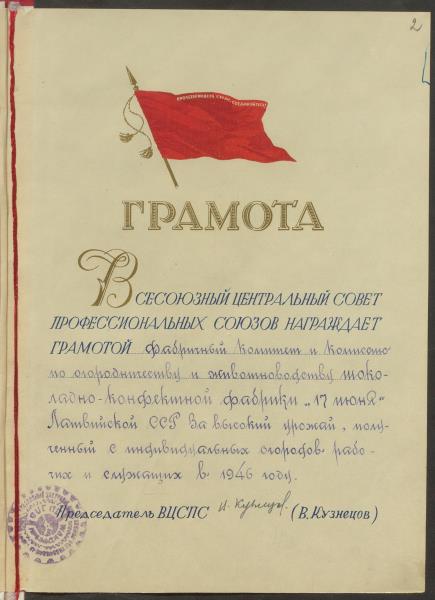 2
ПРОЛЕТАРИИ ВСЕХ СТРАН, СОЕДИНЯЙТЕСЬ!
ГРАМОТА
ВСЕСОЮЗНЫЙ ЦЕНТРАЛЬНЫЙ СОВЕТ
ПРОФЕССИОНАЛЬНЫХ СОЮЗОВ НАГРАЖДАЕТ
ГРАМОТОЙ фабричный комитет и комиссию
по огородничеству и животноводству шоко-
ладно-конфектной фабрики „17 июня“
Латвийской ССР за высокий урожай, полу-
ченный с индивидуальных огородов рабо-
чих и служащих в 1946 году.
Председатель ВЦСПС (В. Кузнецов)